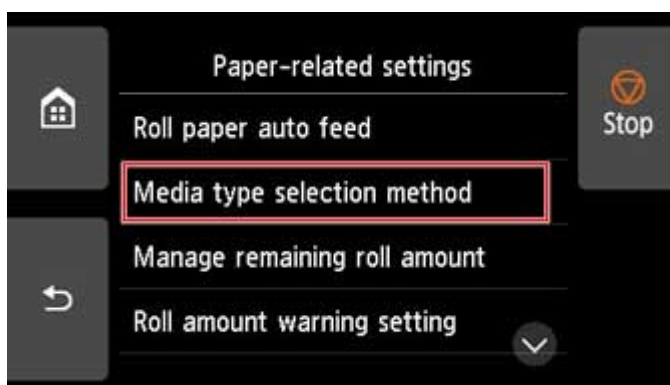 Paper-related settings
Roll paper auto feed
Stop
Media type selection method
Manage remaining roll amount
Roll amount warning setting